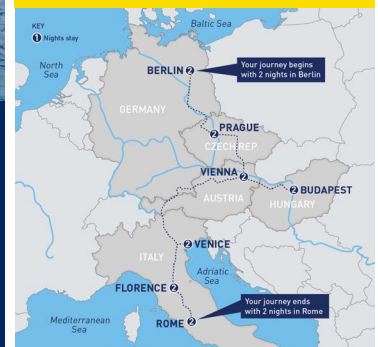 KEY
1 Nights stay
Baltic Sea
North
Sea
BERLIN 2
Your journey begins
with 2 nights in Berlin
GERMANY
2 PRAGUE
CZECH REP.
VIENNA 2
2 BUDAPEST
AUSTRIA
HUNGARY
2 VENICE
ITALY
Adriatic
Sea
FLORENCE 2
Your journey ends
with 2 nights in Rome
Mediterranean
Sea
ROME 2